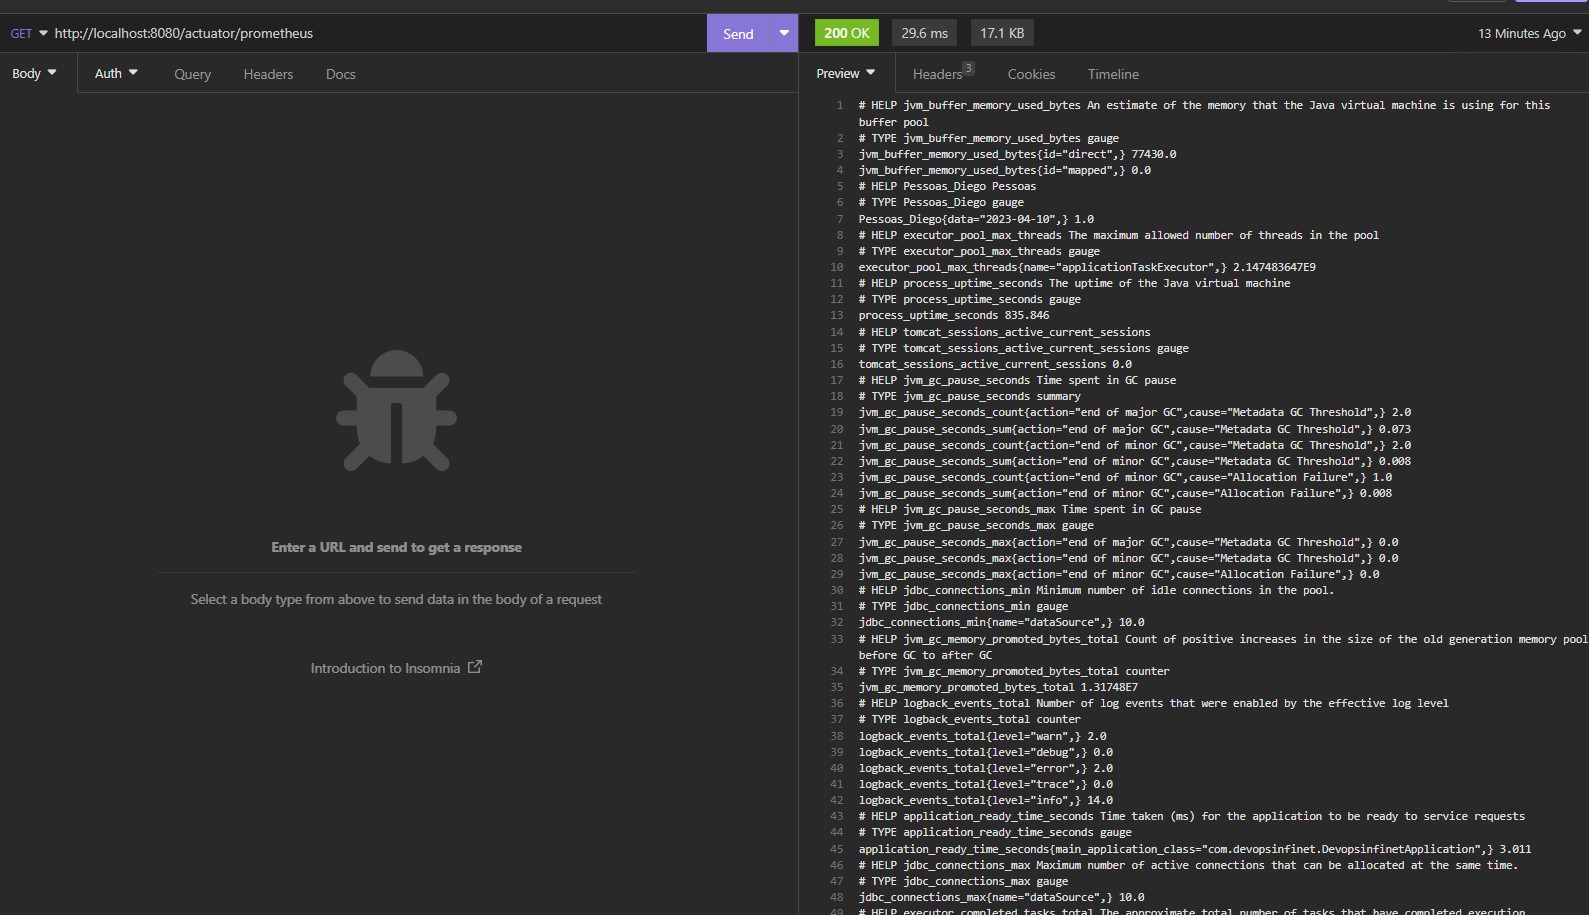 GET http://localhost:8080/actuator/prometheus Send 200 OK 29.6 ms 17.1 KB 13 Minutes Ago
Body Auth Query Headers Docs
Preview Headers 3 Cookies Timeline
Enter a URL and send to get a response
Select a body type from above to send data in the body of a request
Introduction to Insomnia
1 # HELP jvm_buffer_memory_used_bytes An estimate of the memory that the Java virtual machine is using for this
buffer pool
2 # TYPE jvm_buffer_memory_used_bytes gauge
3 jvm_buffer_memory_used_bytes{id="direct",} 77430.0
4 jvm_buffer_memory_used_bytes{id="mapped",} 0.0
5 # HELP Pessoas_Diego Pessoas
6 # TYPE Pessoas_Diego gauge
7 Pessoas_Diego{data="2023-04-10",} 1.0
8 # HELP executor_pool_max_threads The maximum allowed number of threads in the pool
9 # TYPE executor_pool_max_threads gauge
10 executor_pool_max_threads{name="applicationTaskExecutor",} 2.147483647E9
11 # HELP process_uptime_seconds The uptime of the Java virtual machine
12 # TYPE process_uptime_seconds gauge
13 process_uptime_seconds 835.846
14 # HELP tomcat_sessions_active_current_sessions
15 # TYPE tomcat_sessions_active_current_sessions gauge
16 tomcat_sessions_active_current_sessions 0.0
17 # HELP jvm_gc_pause_seconds Time spent in GC pause
18 # TYPE jvm_gc_pause_seconds summary
19 jvm_gc_pause_seconds_count{action="end of major GC",cause="Metadata GC Threshold",} 2.0
20 jvm_gc_pause_seconds_sum{action="end of major GC",cause="Metadata GC Threshold",} 0.073
21 jvm_gc_pause_seconds_count{action="end of minor GC",cause="Metadata GC Threshold",} 2.0
22 jvm_gc_pause_seconds_sum{action="end of minor GC",cause="Metadata GC Threshold",} 0.008
23 jvm_gc_pause_seconds_count{action="end of minor GC",cause="Allocation Failure",} 1.0
24 jvm_gc_pause_seconds_sum{action="end of minor GC",cause="Allocation Failure",} 0.008
25 # HELP jvm_gc_pause_seconds_max Time spent in GC pause
26 # TYPE jvm_gc_pause_seconds_max gauge
27 jvm_gc_pause_seconds_max{action="end of major GC",cause="Metadata GC Threshold",} 0.0
28 jvm_gc_pause_seconds_max{action="end of minor GC",cause="Metadata GC Threshold",} 0.0
29 jvm_gc_pause_seconds_max{action="end of minor GC",cause="Allocation Failure",} 0.0
30 # HELP jdbc_connections_min Minimum number of idle connections in the pool.
31 # TYPE jdbc_connections_min gauge
32 jdbc_connections_min{name="dataSource",} 10.0
33 # HELP jvm_gc_memory_promoted_bytes_total Count of positive increases in the size of the old generation memory pool
before GC to after GC
34 # TYPE jvm_gc_memory_promoted_bytes_total counter
35 jvm_gc_memory_promoted_bytes_total 1.31748E7
36 # HELP logback_events_total Number of log events that were enabled by the effective log level
37 # TYPE logback_events_total counter
38 logback_events_total{level="warn",} 2.0
39 logback_events_total{level="debug",} 0.0
40 logback_events_total{level="error",} 2.0
41 logback_events_total{level="trace",} 0.0
42 logback_events_total{level="info",} 14.0
43 # HELP application_ready_time_seconds Time taken (ms) for the application to be ready to service requests
44 # TYPE application_ready_time_seconds gauge
45 application_ready_time_seconds{main_application_class="com.devopsinfinet.DevopsinfinetApplication",} 3.011
46 # HELP jdbc_connections_max Maximum number of active connections that can be allocated at the same time.
47 # TYPE jdbc_connections_max gauge
48 jdbc_connections_max{name="dataSource",} 10.0
49 # HELP executor_completed_tasks_total The approximate total number of tasks that have completed execution